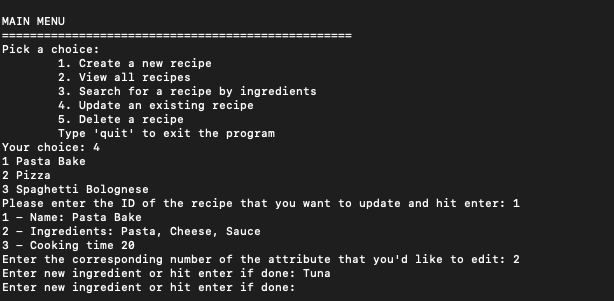 MAIN MENU
==================================================
Pick a choice:
1. Create a new recipe
2. View all recipes
3. Search for a recipe by ingredients
4. Update an existing recipe
5. Delete a recipe
Type 'quit' to exit the program
Your choice: 4
1 Pasta Bake
2 Pizza
3 Spaghetti Bolognese
Please enter the ID of the recipe that you want to update and hit enter: 1
1 – Name: Pasta Bake
2 – Ingredients: Pasta, Cheese, Sauce
3 – Cooking time 20
Enter the corresponding number of the attribute that you'd like to edit: 2
Enter new ingredient or hit enter if done: Tuna
Enter new ingredient or hit enter if done: